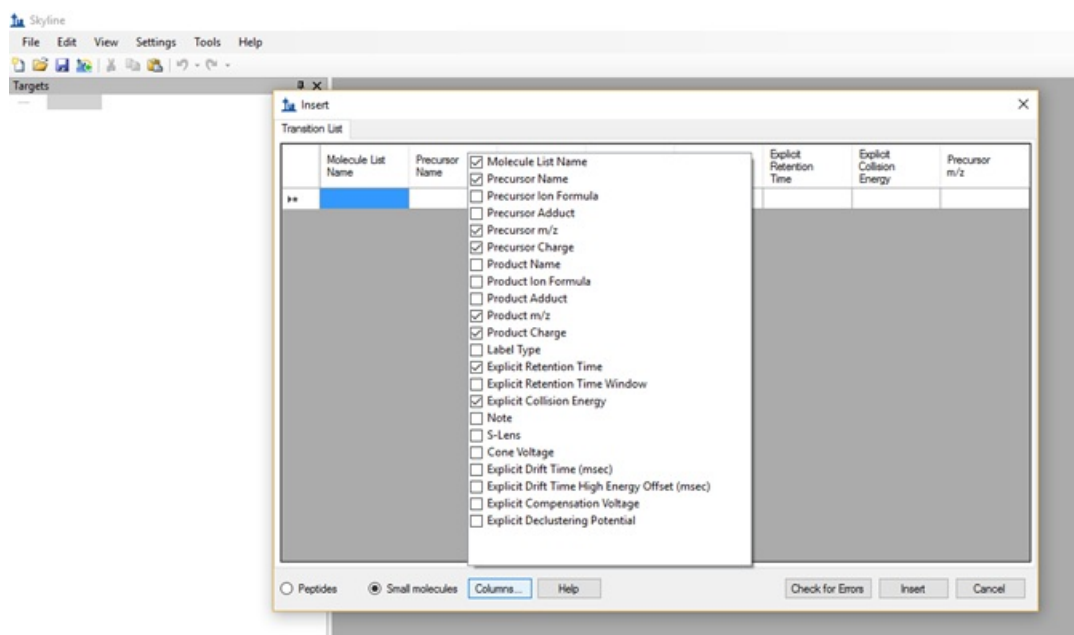 Skyline
File Edit View Settings Tools Help
Targets
Insert
Transition List
Molecule List Name
Precursor Name
Explicit Retention Time
Explicit Collision Energy
Precursor m/z
Molecule List Name
Precursor Name
Precursor Ion Formula
Precursor Adduct
Precursor m/z
Precursor Charge
Product Name
Product Ion Formula
Product Adduct
Product m/z
Product Charge
Label Type
Explicit Retention Time
Explicit Retention Time Window
Explicit Collision Energy
Note
S-Lens
Cone Voltage
Explicit Drift Time (msec)
Explicit Drift Time High Energy Offset (msec)
Explicit Compensation Voltage
Explicit Declustering Potential
Peptides Small molecules Columns... Help Check for Errors Insert Cancel